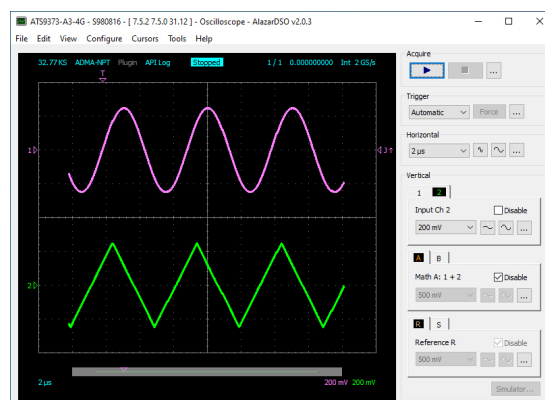 ATS9373-A3-4G - S980816 - [ 7.5.2 7.5.0 31.12 ] - Oscilloscope - AlazarDSO v2.0.3
File Edit View Configure Cursors Tools Help
32.77KS ADMA-NPT Plugin API Log Stopped 1 / 1 0.000000000 Int 2 GS/s
T
1
J ↑
2
2 µs 200 mV 200 mV
Acquire
...
Trigger
Automatic Force ...
Horizontal
2 µs ...
Vertical
1 2
Input Ch 2 Disable
200 mV ...
A B
Math A: 1 + 2 Disable
500 mV ...
R S
Reference R Disable
500 mV ...
Simulator...